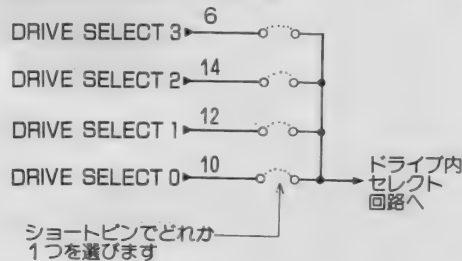 DRIVE SELECT 3 6
DRIVE SELECT 2 14
DRIVE SELECT 1 12
DRIVE SELECT 0 10
ドライブ内
セレクト
回路へ
ショートピンでどれか
1つを選びます